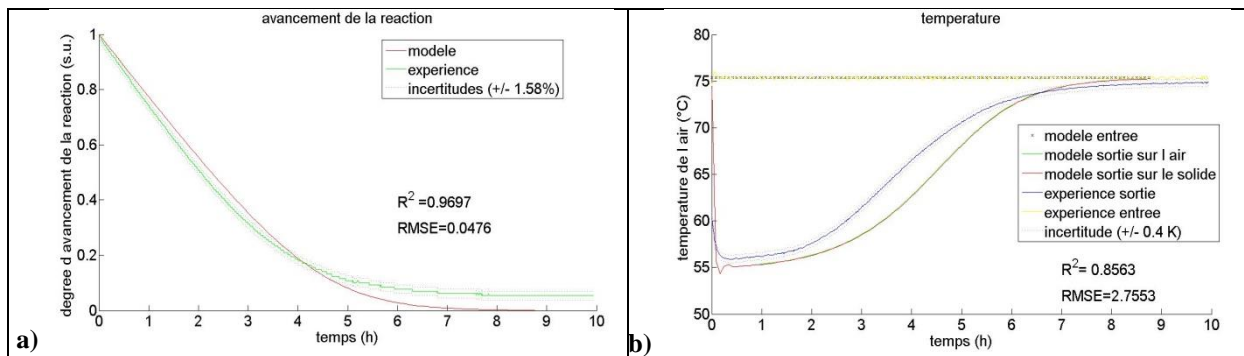 avancement de la reaction
1
0.8
0.6
0.4
0.2
0
degre d avancement de la reaction (s.u.)
modele
experience
incertitudes (+/- 1.58%)
R² =0.9697
RMSE=0.0476
0 1 2 3 4 5 6 7 8 9 10
temps (h)
a)
temperature
80
75
70
65
60
55
50
temperature de l air (°C)
modele entree
modele sortie sur l air
modele sortie sur le solide
experience sortie
experience entree
incertitude (+/- 0.4 K)
R²= 0.8563
RMSE=2.7553
0 1 2 3 4 5 6 7 8 9 10
temps (h)
b)